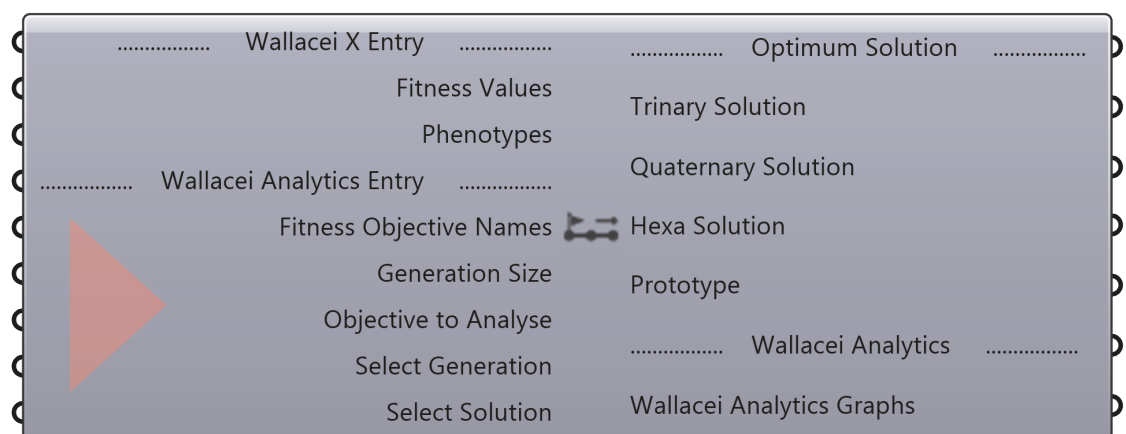 ................. Wallacei X Entry .................
Fitness Values
Phenotypes
................. Wallacei Analytics Entry .................
Fitness Objective Names
Generation Size
Objective to Analyse
Select Generation
Select Solution
................. Optimum Solution .................
Trinary Solution
Quaternary Solution
Hexa Solution
Prototype
................. Wallacei Analytics .................
Wallacei Analytics Graphs